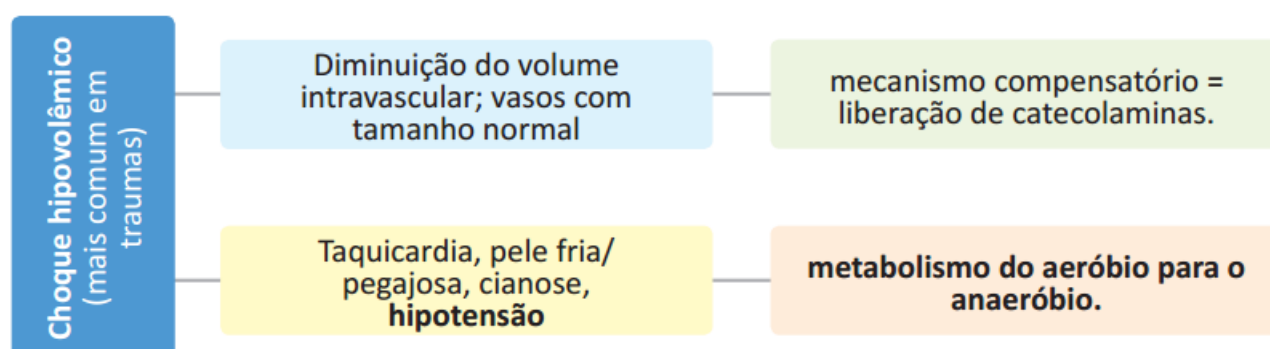 Choque hipovolêmico
(mais comum em
traumas)
Diminuição do volume
intravascular; vasos com
tamanho normal
mecanismo compensatório =
liberação de catecolaminas.
Taquicardia, pele fria/
pegajosa, cianose,
hipotensão
metabolismo do aeróbio para o
anaeróbio.